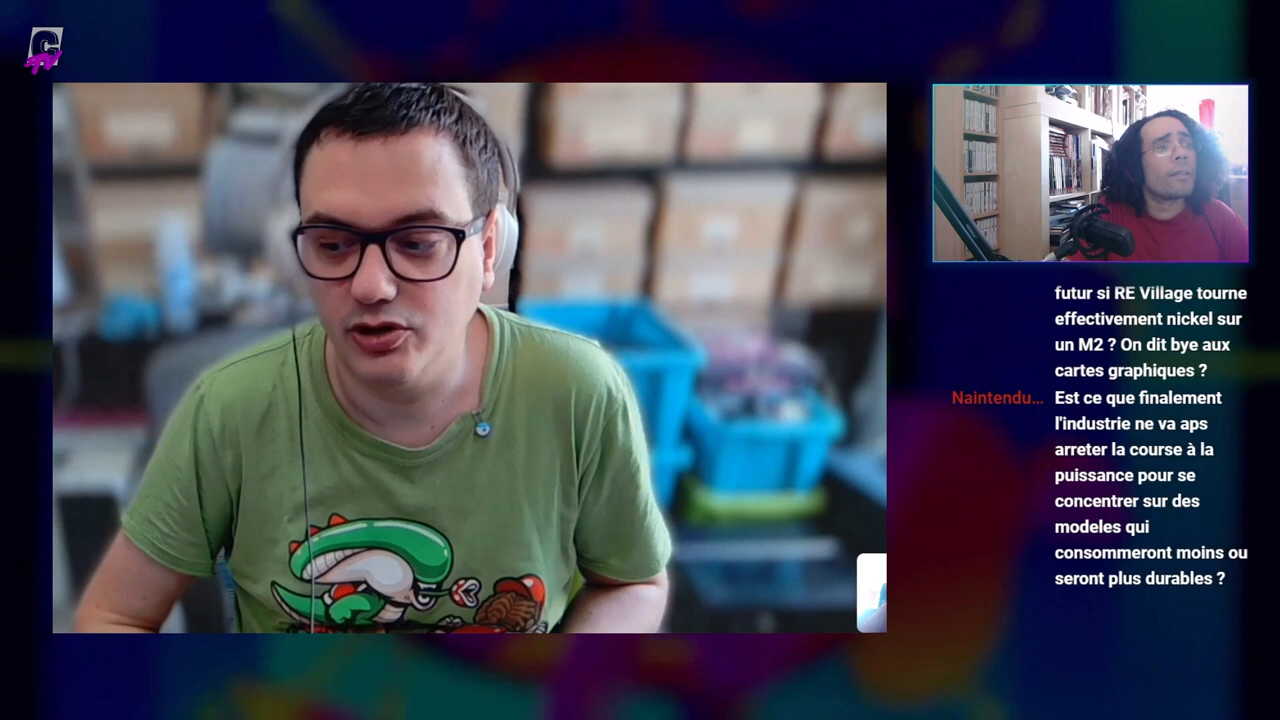 C
TV
futur si RE Village tourne
effectivement nickel sur
un M2 ? On dit bye aux
cartes graphiques ?
Naintendu... Est ce que finalement
l'industrie ne va aps
arreter la course à la
puissance pour se
concentrer sur des
modeles qui
consommeront moins ou
seront plus durables ?